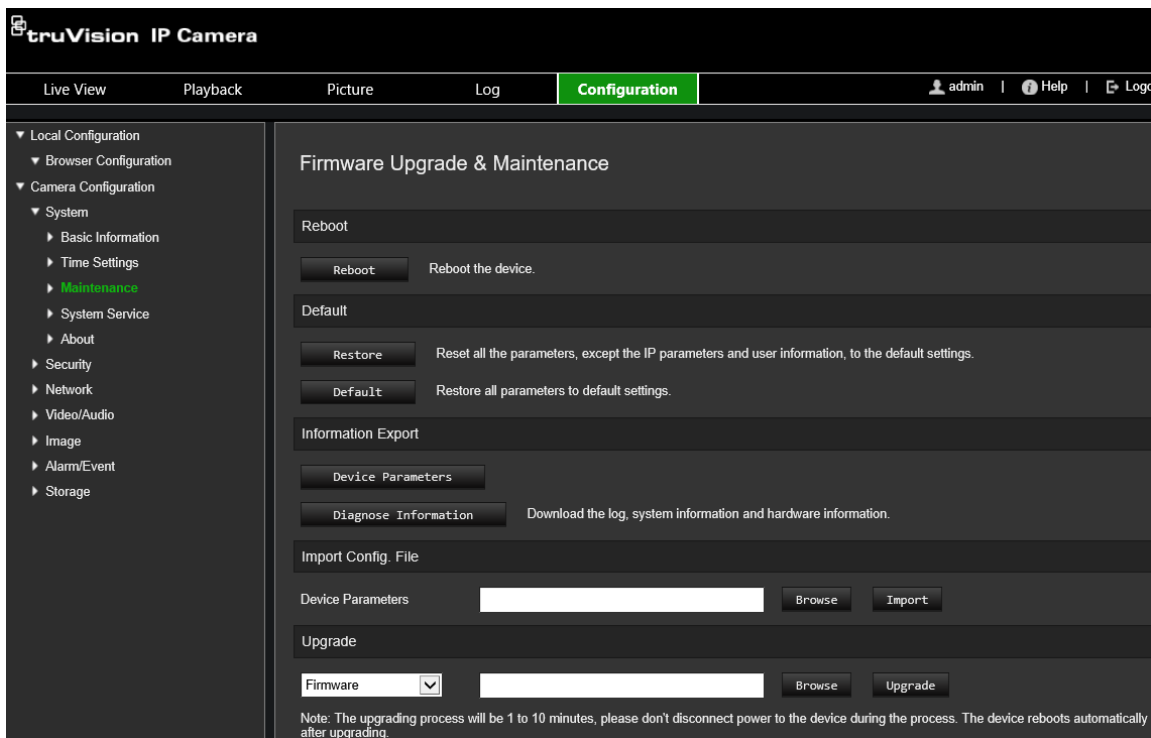 truVision IP Camera
Live View Playback Picture Log Configuration admin | Help | Logo
Local Configuration
Browser Configuration
Camera Configuration
System
Basic Information
Time Settings
Maintenance
System Service
About
Security
Network
Video/Audio
Image
Alarm/Event
Storage
Firmware Upgrade & Maintenance
Reboot
Reboot Reboot the device.
Default
Restore Reset all the parameters, except the IP parameters and user information, to the default settings.
Default Restore all parameters to default settings.
Information Export
Device Parameters
Diagnose Information Download the log, system information and hardware information.
Import Config. File
Device Parameters Browse Import
Upgrade
Firmware Browse Upgrade
Note: The upgrading process will be 1 to 10 minutes, please don't disconnect power to the device during the process. The device reboots automatically
after upgrading.